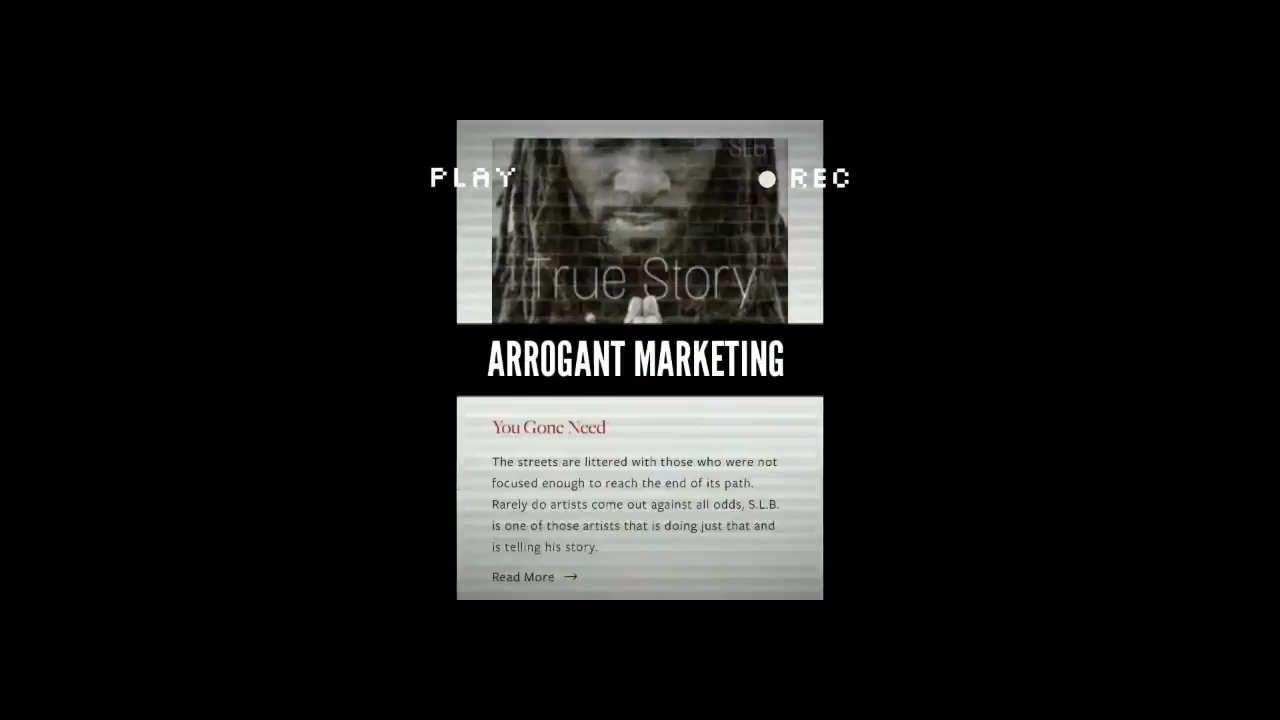 SLB
PLAY
REC
True Story
ARROGANT MARKETING
You Gone Need
The streets are littered with those who were not
focused enough to reach the end of its path.
Rarely do artists come out against all odds, S.L.B.
is one of those artists that is doing just that and
is telling his story.
Read More →